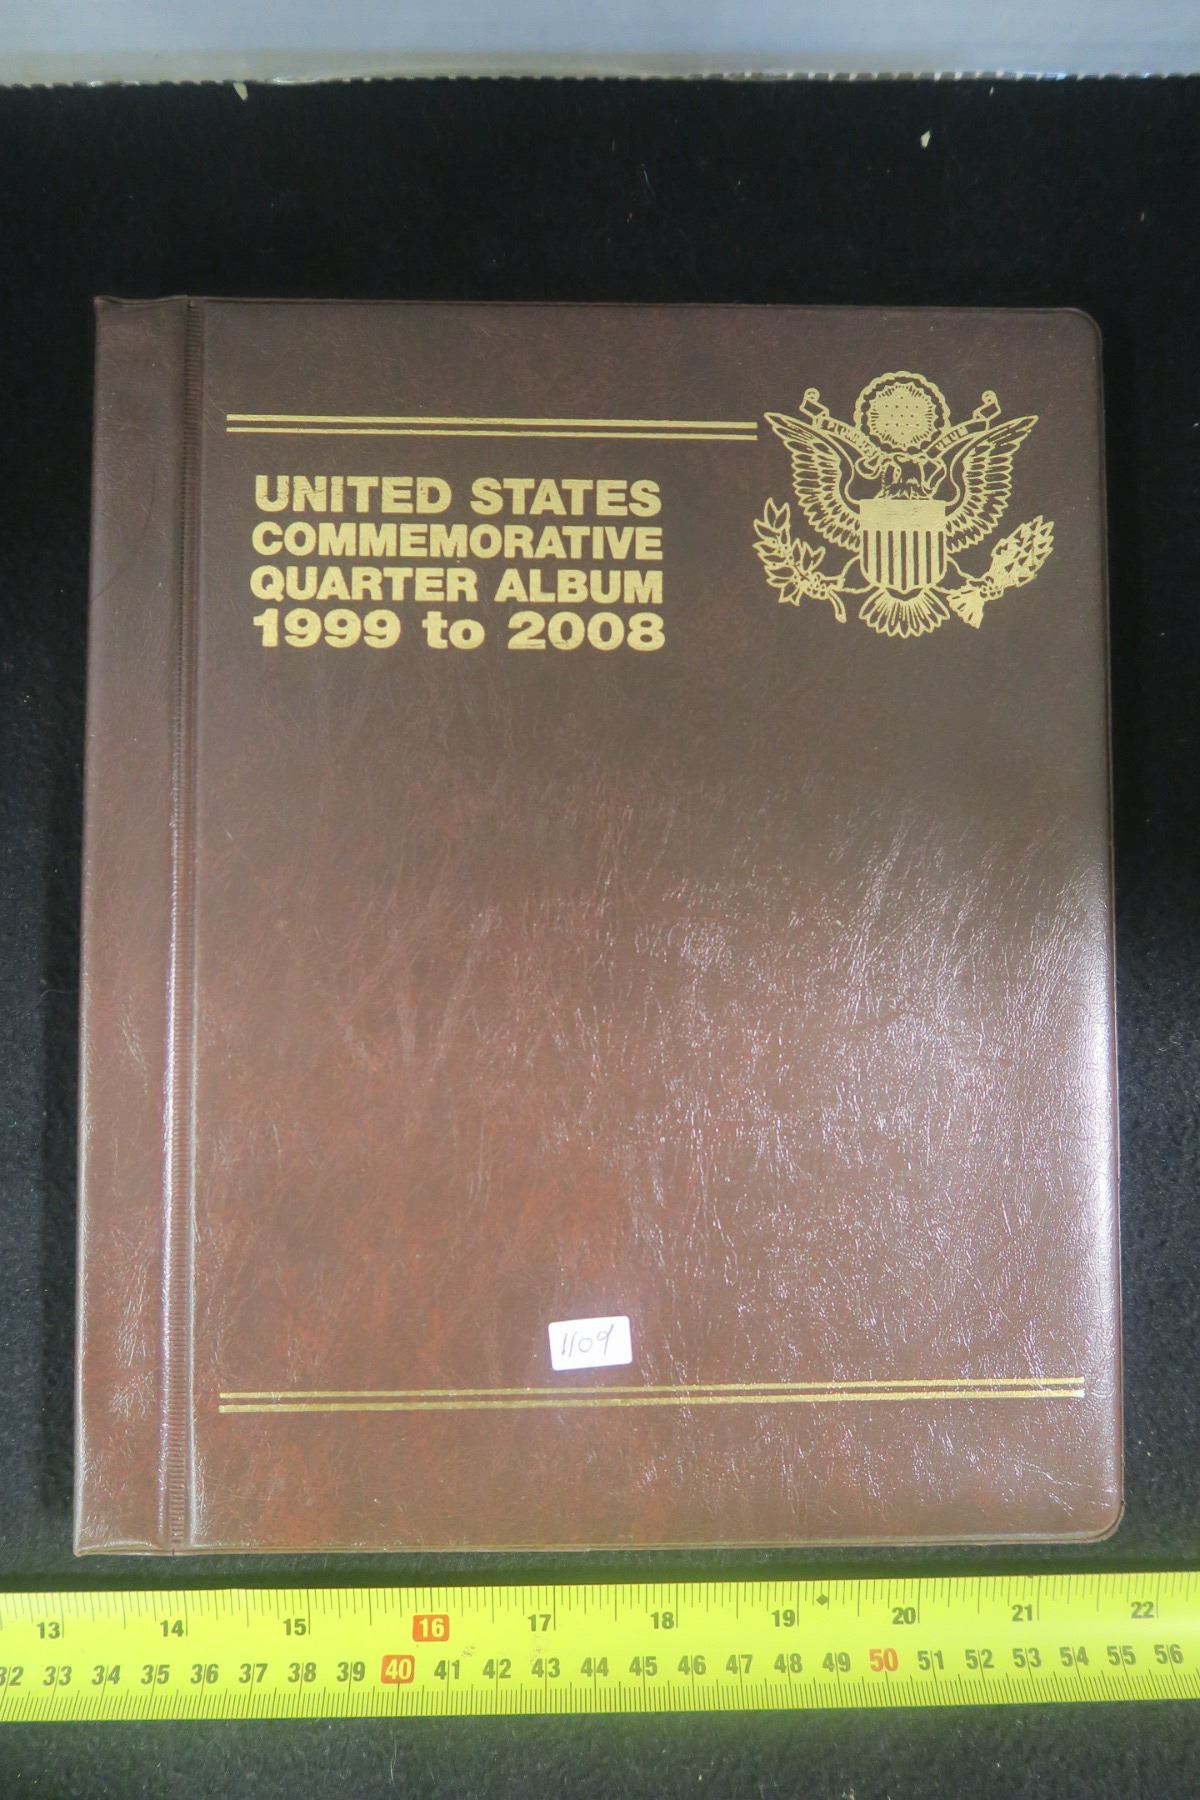 UNITED STATES
COMMEMORATIVE
QUARTER ALBUM
1999 to 2008
1109
13 14 15 16 17 18 19 20 21 22
32 33 34 35 36 37 38 39 40 41 42 43 44 45 46 47 48 49 50 51 52 53 54 55 56